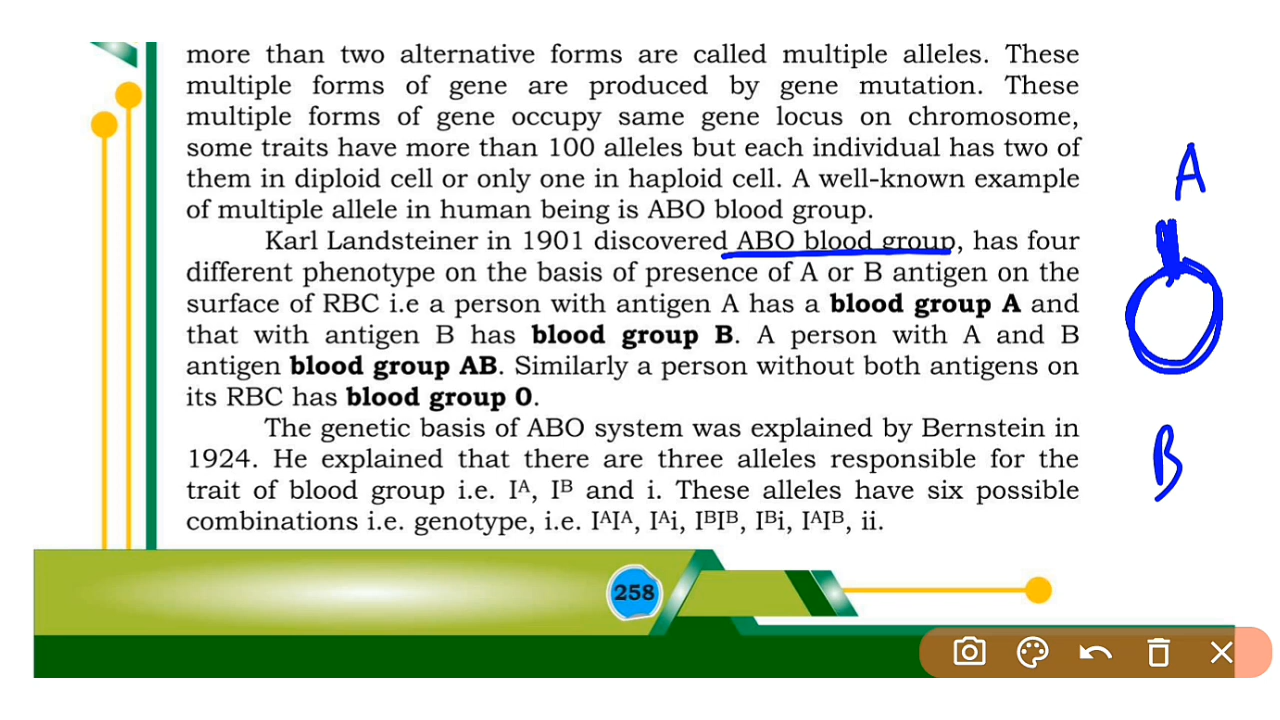 more than two alternative forms are called multiple alleles. These
multiple forms of gene are produced by gene mutation. These
multiple forms of gene occupy same gene locus on chromosome,
some traits have more than 100 alleles but each individual has two of
them in diploid cell or only one in haploid cell. A well-known example
of multiple allele in human being is ABO blood group.
Karl Landsteiner in 1901 discovered ABO blood group, has four
different phenotype on the basis of presence of A or B antigen on the
surface of RBC i.e a person with antigen A has a blood group A and
that with antigen B has blood group B. A person with A and B
antigen blood group AB. Similarly a person without both antigens on
its RBC has blood group 0.
The genetic basis of ABO system was explained by Bernstein in
1924. He explained that there are three alleles responsible for the
trait of blood group i.e. Iᴬ, Iᴮ and i. These alleles have six possible
combinations i.e. genotype, i.e. IᴬIᴬ, Iᴬi, IᴮIᴮ, Iᴮi, IᴬIᴮ, ii.
258
A
B